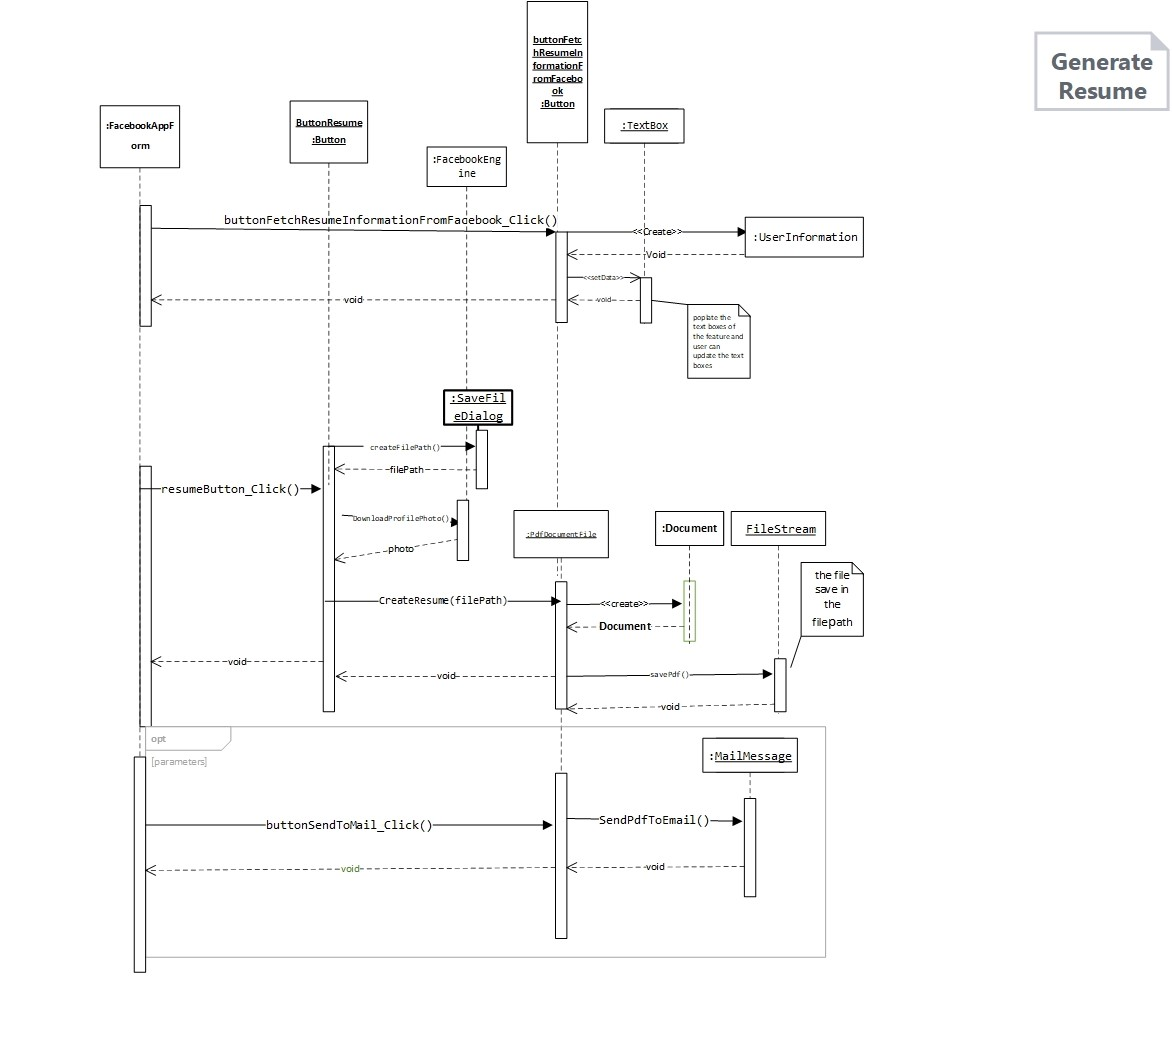 Generate
Resume
buttonFetc
hResumeIn
formationF
romFacebo
ok
:Button
:FacebookAppF
orm
ButtonResume
:Button
:TextBox
:FacebookEng
ine
buttonFetchResumeInformationFromFacebook_Click()
<<Create>>
:UserInformation
Void
<<setData>>
void
void
poplate the
text boxes of
the feature and
user can
update the text
boxes
:SaveFil
eDialog
createFilePath()
filePath
resumeButton_Click()
DownloadProfilePhoto()
photo
:PdfDocumentFile
:Document
FileStream
the file
save in
the
filepath
CreateResume(filePath)
<<create>>
Document
void
void
savePdf()
void
opt
[parameters]
:MailMessage
buttonSendToMail_Click()
SendPdfToEmail()
void
void